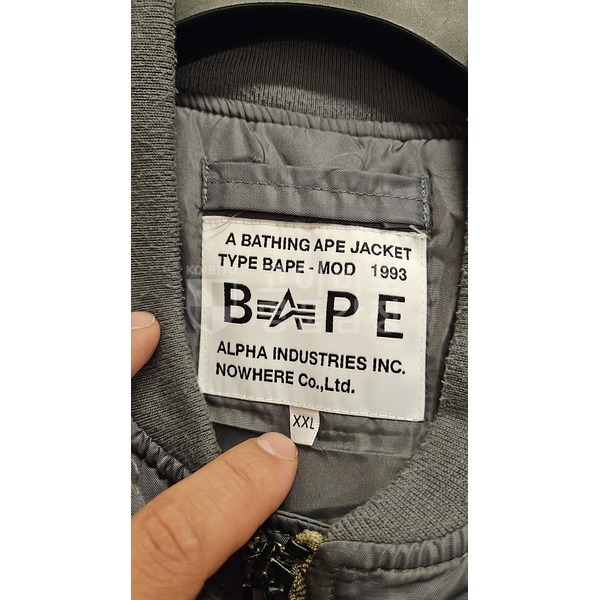 A BATHING APE JACKET
TYPE BAPE - MOD 1993
BAPE
ALPHA INDUSTRIES INC.
NOWHERE Co.,Ltd.
XXL